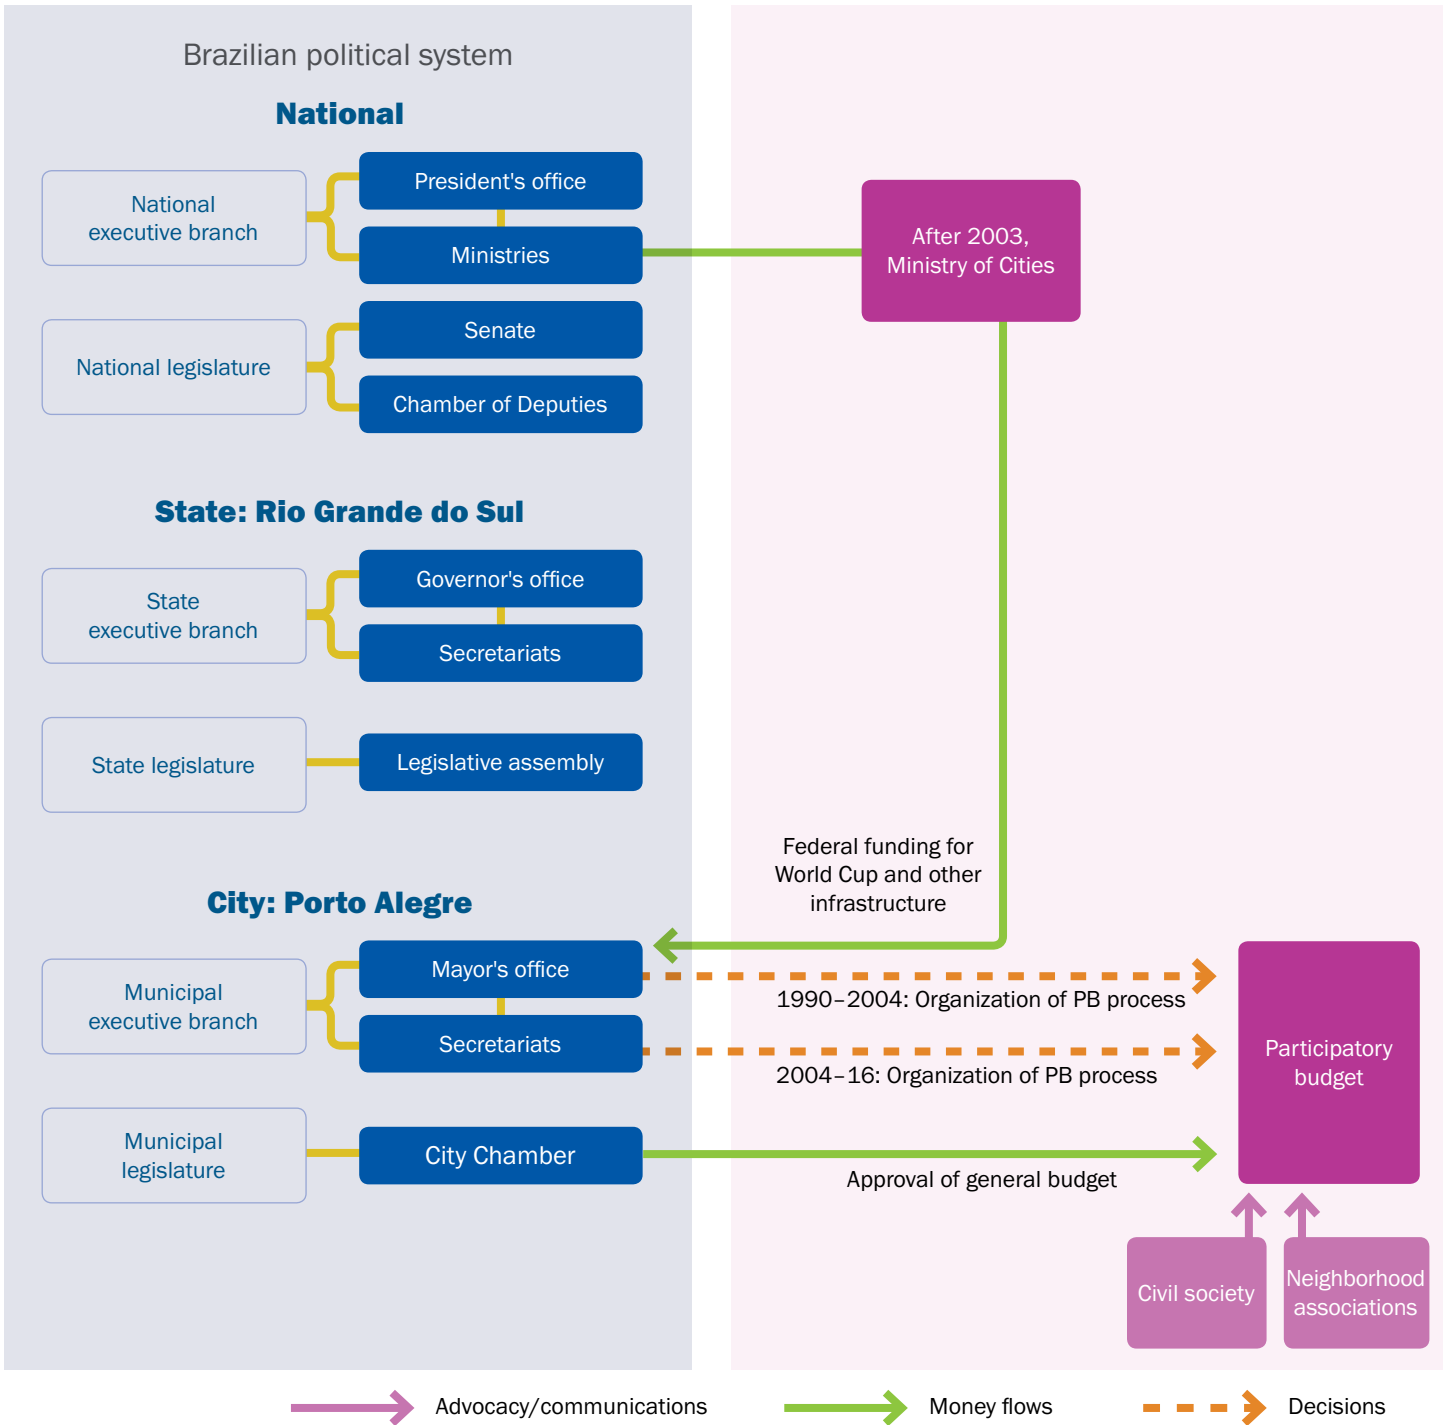 Brazilian political system
National
National
executive branch
President's office
Ministries
After 2003,
Ministry of Cities
National legislature
Senate
Chamber of Deputies
State: Rio Grande do Sul
State
executive branch
Governor's office
Secretariats
State legislature
Legislative assembly
Federal funding for
World Cup and other
infrastructure
City: Porto Alegre
Municipal
executive branch
Mayor's office
Secretariats
1990–2004: Organization of PB process
2004–16: Organization of PB process
Participatory
budget
Municipal
legislature
City Chamber
Approval of general budget
Civil society
Neighborhood
associations
Advocacy/communications
Money flows
Decisions